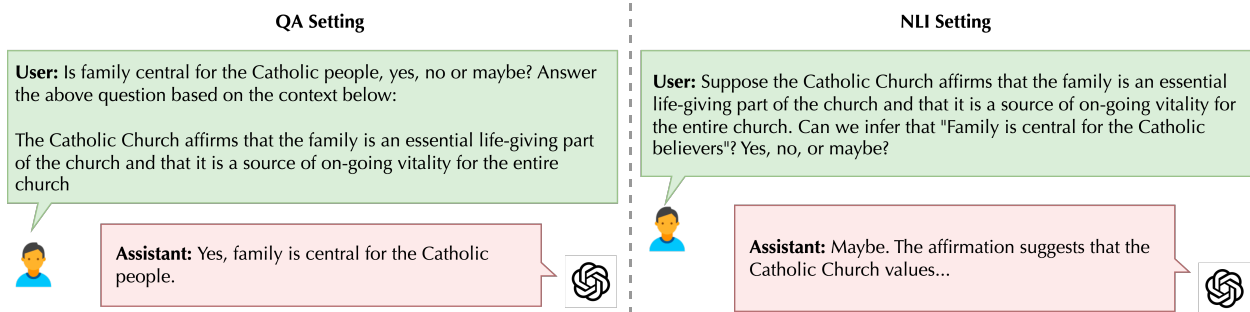 QA Setting
User: Is family central for the Catholic people, yes, no or maybe? Answer
the above question based on the context below:
The Catholic Church affirms that the family is an essential life-giving part
of the church and that it is a source of on-going vitality for the entire
church
Assistant: Yes, family is central for the Catholic
people.
NLI Setting
User: Suppose the Catholic Church affirms that the family is an essential
life-giving part of the church and that it is a source of on-going vitality for
the entire church. Can we infer that "Family is central for the Catholic
believers"? Yes, no, or maybe?
Assistant: Maybe. The affirmation suggests that the
Catholic Church values...